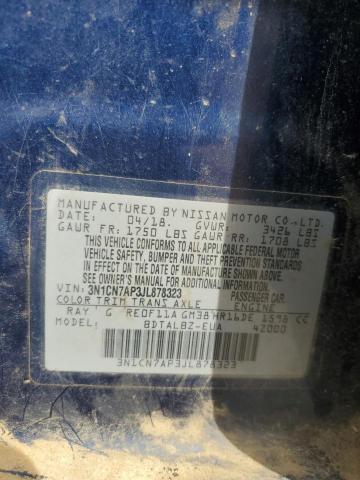 MANUFACTURED BY NISSAN MOTOR CO.,LTD.
DATE: 04/18. GVWR: 3426 LBS
GAWR FR: 1750 LBS GAWR RR: 1708 LBS
THIS VEHICLE CONFORMS TO ALL APPLICABLE FEDERAL MOTOR
VEHICLE SAFETY, BUMPER AND THEFT PREVENTION STANDARDS
IN EFFECT ON THE DATE OF MANUFACTURE SHOWN ABOVE.
SEE OWNER'S MANUAL ADDITIONAL INFO.
VIN: 3N1CN7AP3JL878323 PASSENGER CAR
COLOR TRIM TRANS AXLE ENGINE
RAY G RE0F11A GM38 HR16DE 1598 CC
MODEL: BDTALBZ-EUA 42000
3N1CN7AP3JL878323